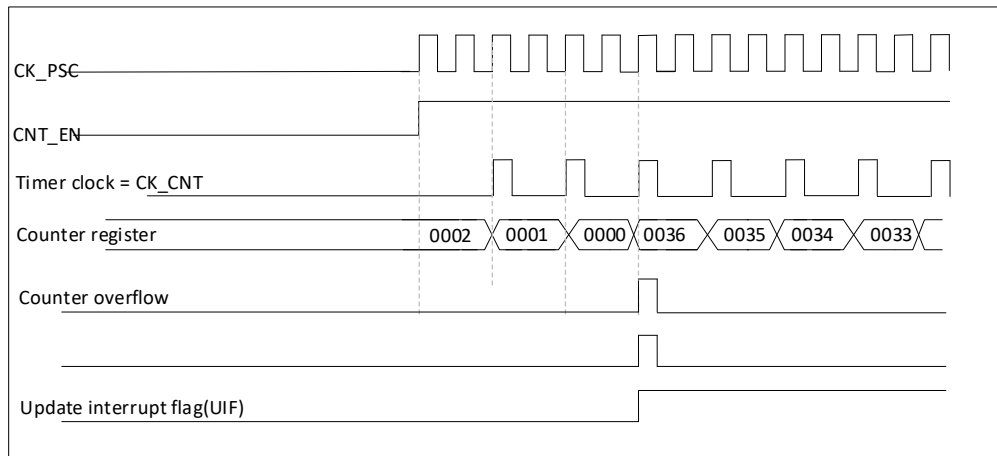 CK_PSC
CNT_EN
Timer clock = CK_CNT
Counter register 0002 0001 0000 0036 0035 0034 0033
Counter overflow
Update interrupt flag(UIF)